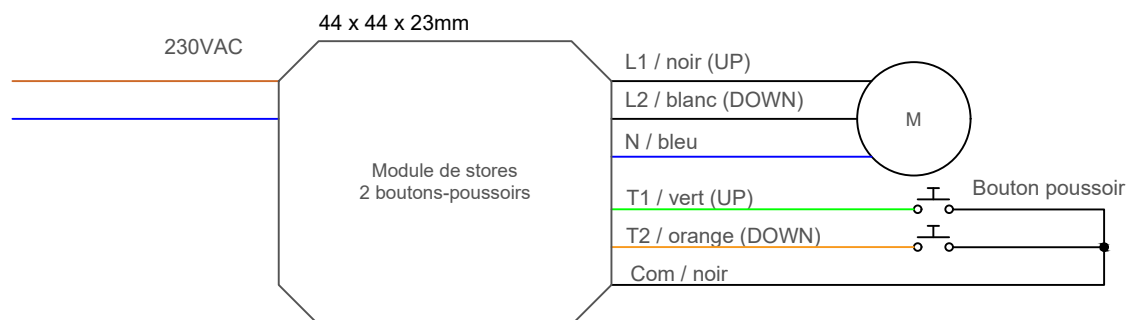 44 x 44 x 23mm
230VAC
L1 / noir (UP)
L2 / blanc (DOWN)
M
N / bleu
Module de stores
2 boutons-poussoirs
T1 / vert (UP)
Bouton poussoir
T2 / orange (DOWN)
Com / noir